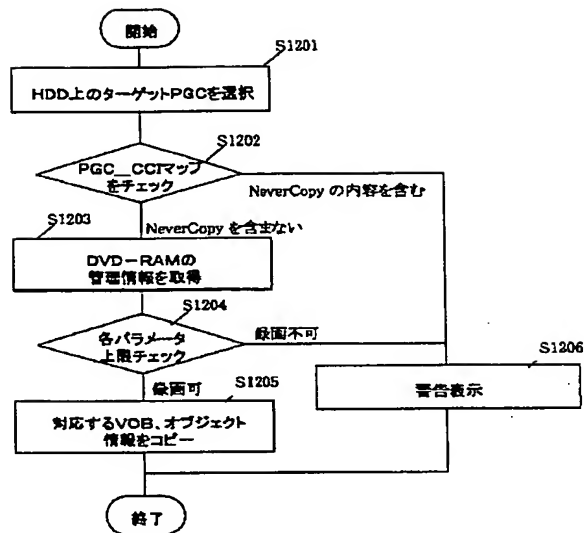 開始
S1201
HDD上のターゲットPGCを選択
S1202
PGC__CCIマップ
をチェック
NeverCopy の内容を含む
NeverCopy を含まない
S1203
DVD-RAMの
管理情報を取得
S1204
各パラメータ
上限チェック
録画不可
録画可
S1205
対応するVOB、オブジェクト
情報をコピー
S1206
警告表示
終了